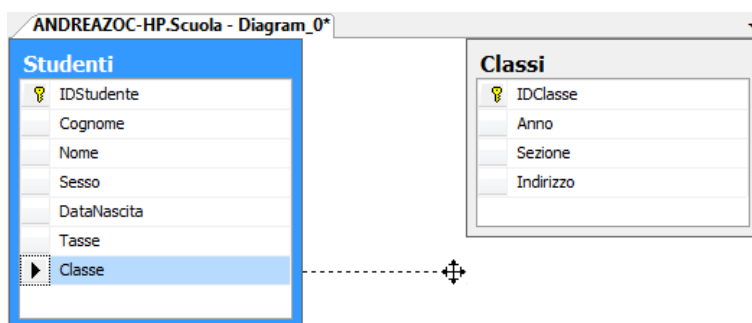 ANDREAZOC-HP.Scuola - Diagram_0*
Studenti
IDStudente
Cognome
Nome
Sesso
DataNascita
Tasse
Classe
Classi
IDClasse
Anno
Sezione
Indirizzo